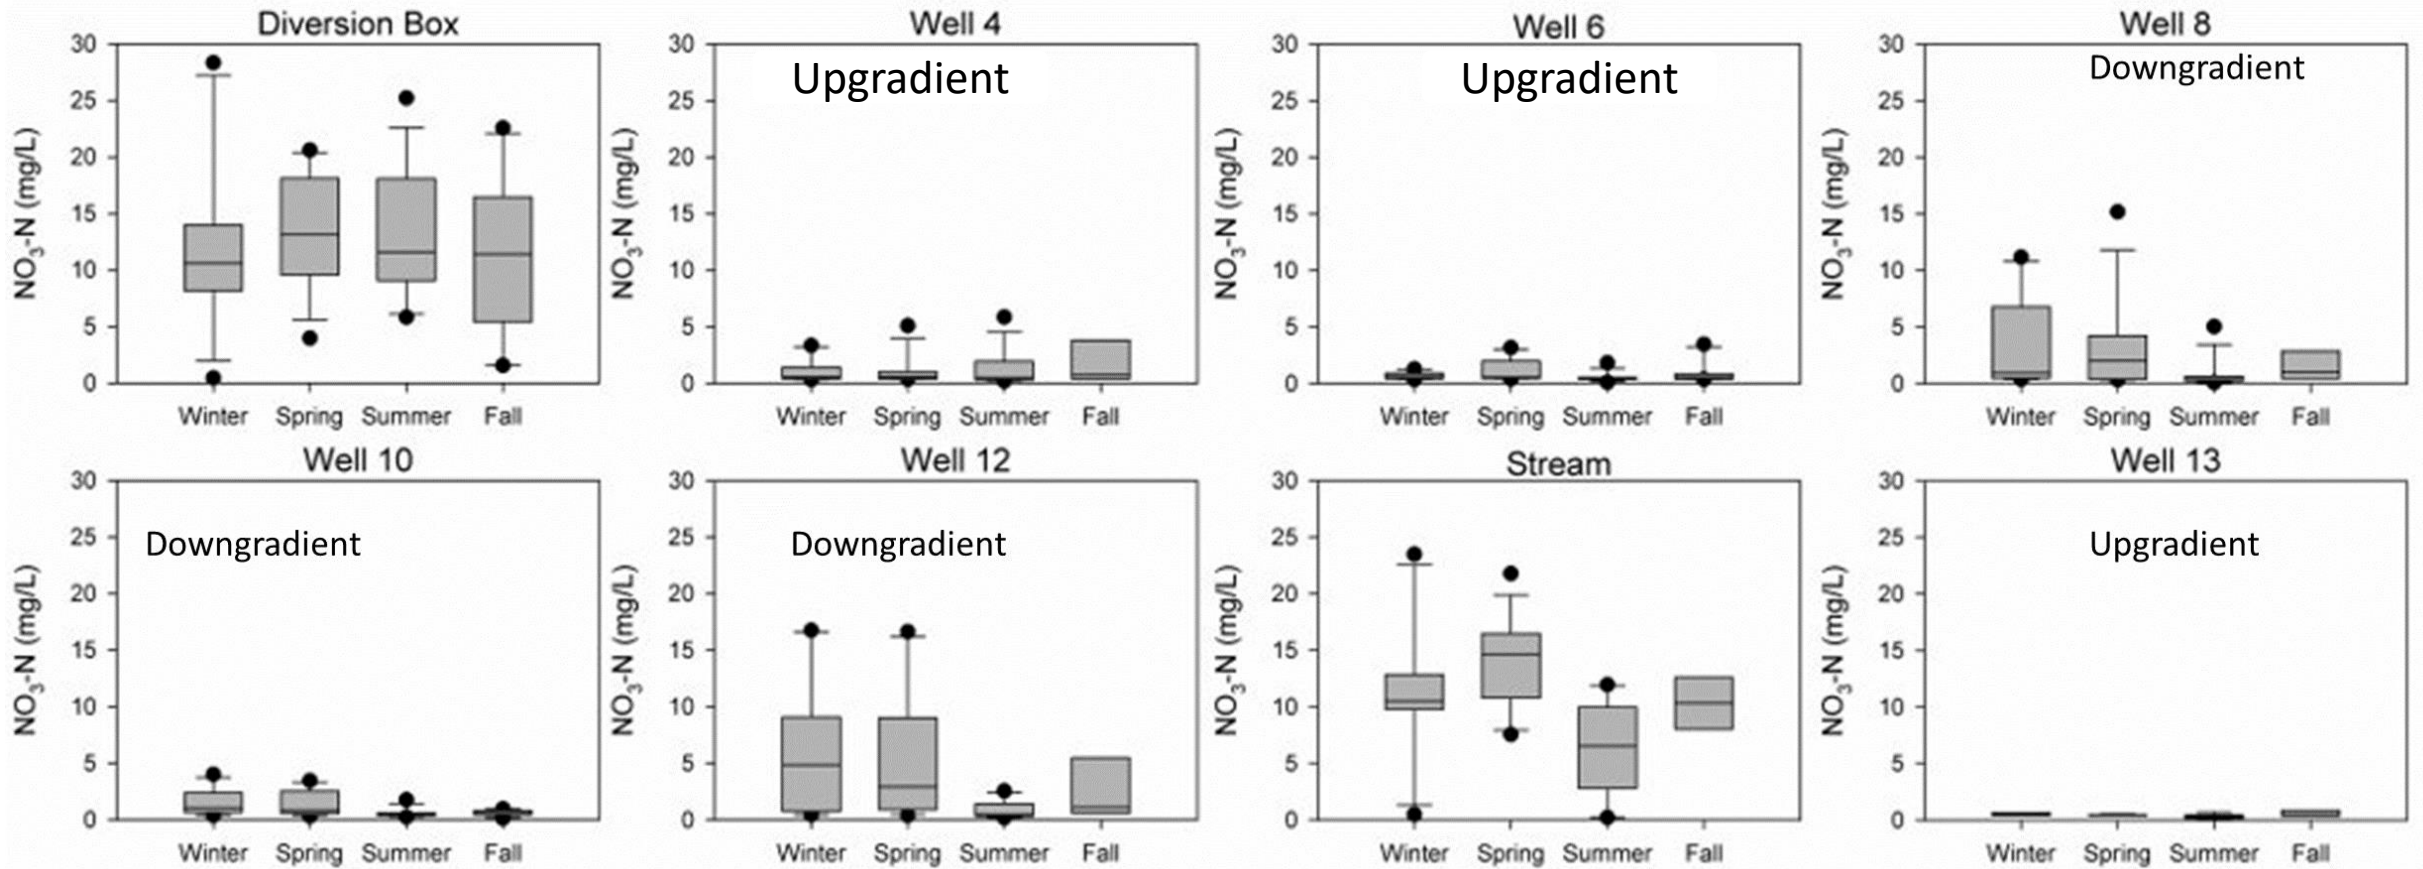 Diversion Box
NO3-N (mg/L)
30
25
20
15
10
5
0
Winter Spring Summer Fall
Well 4
Upgradient
NO3-N (mg/L)
30
25
20
15
10
5
0
Winter Spring Summer Fall
Well 6
Upgradient
NO3-N (mg/L)
30
25
20
15
10
5
0
Winter Spring Summer Fall
Well 8
Downgradient
NO3-N (mg/L)
30
25
20
15
10
5
0
Winter Spring Summer Fall
Well 10
Downgradient
NO3-N (mg/L)
30
25
20
15
10
5
0
Winter Spring Summer Fall
Well 12
Downgradient
NO3-N (mg/L)
30
25
20
15
10
5
0
Winter Spring Summer Fall
Stream
NO3-N (mg/L)
30
25
20
15
10
5
0
Winter Spring Summer Fall
Well 13
Upgradient
NO3-N (mg/L)
30
25
20
15
10
5
0
Winter Spring Summer Fall